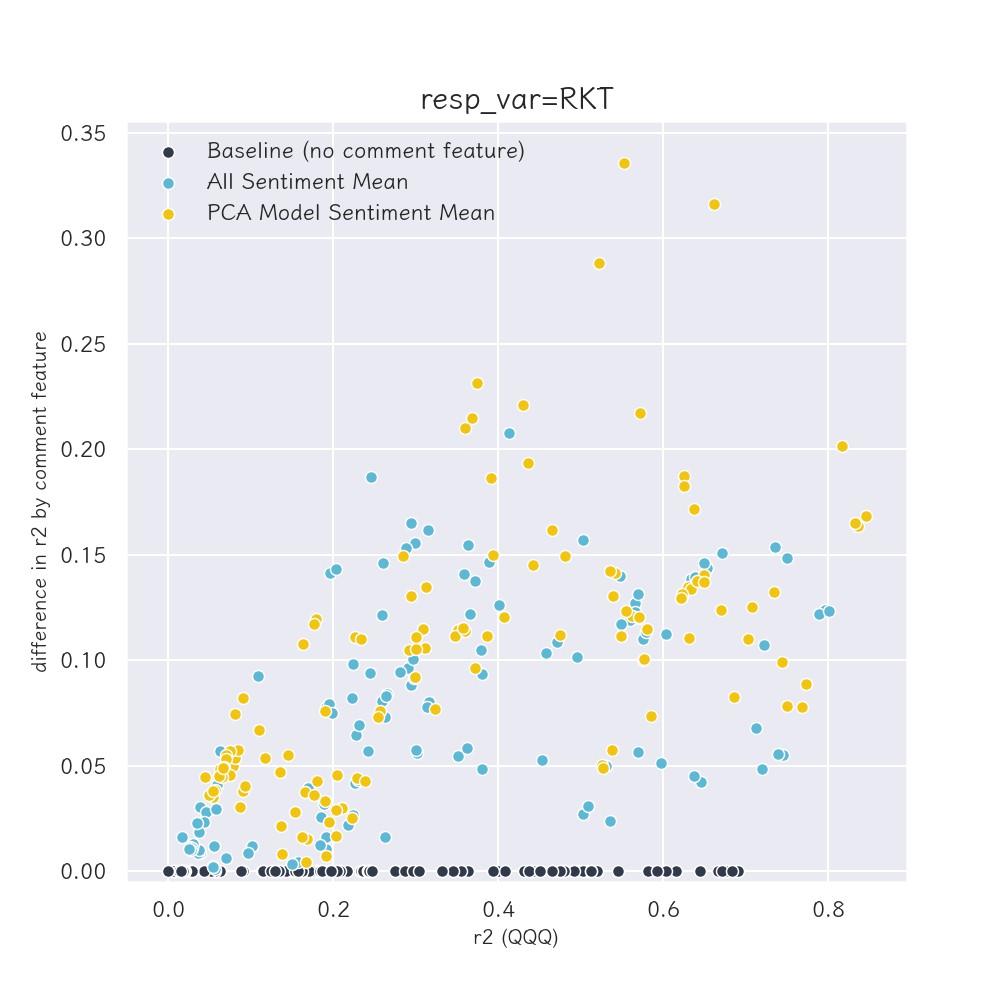 resp_var=RKT
Baseline (no comment feature)
All Sentiment Mean
PCA Model Sentiment Mean
difference in r2 by comment feature
0.35
0.30
0.25
0.20
0.15
0.10
0.05
0.00
0.0
0.2
0.4
0.6
0.8
r2 (QQQ)